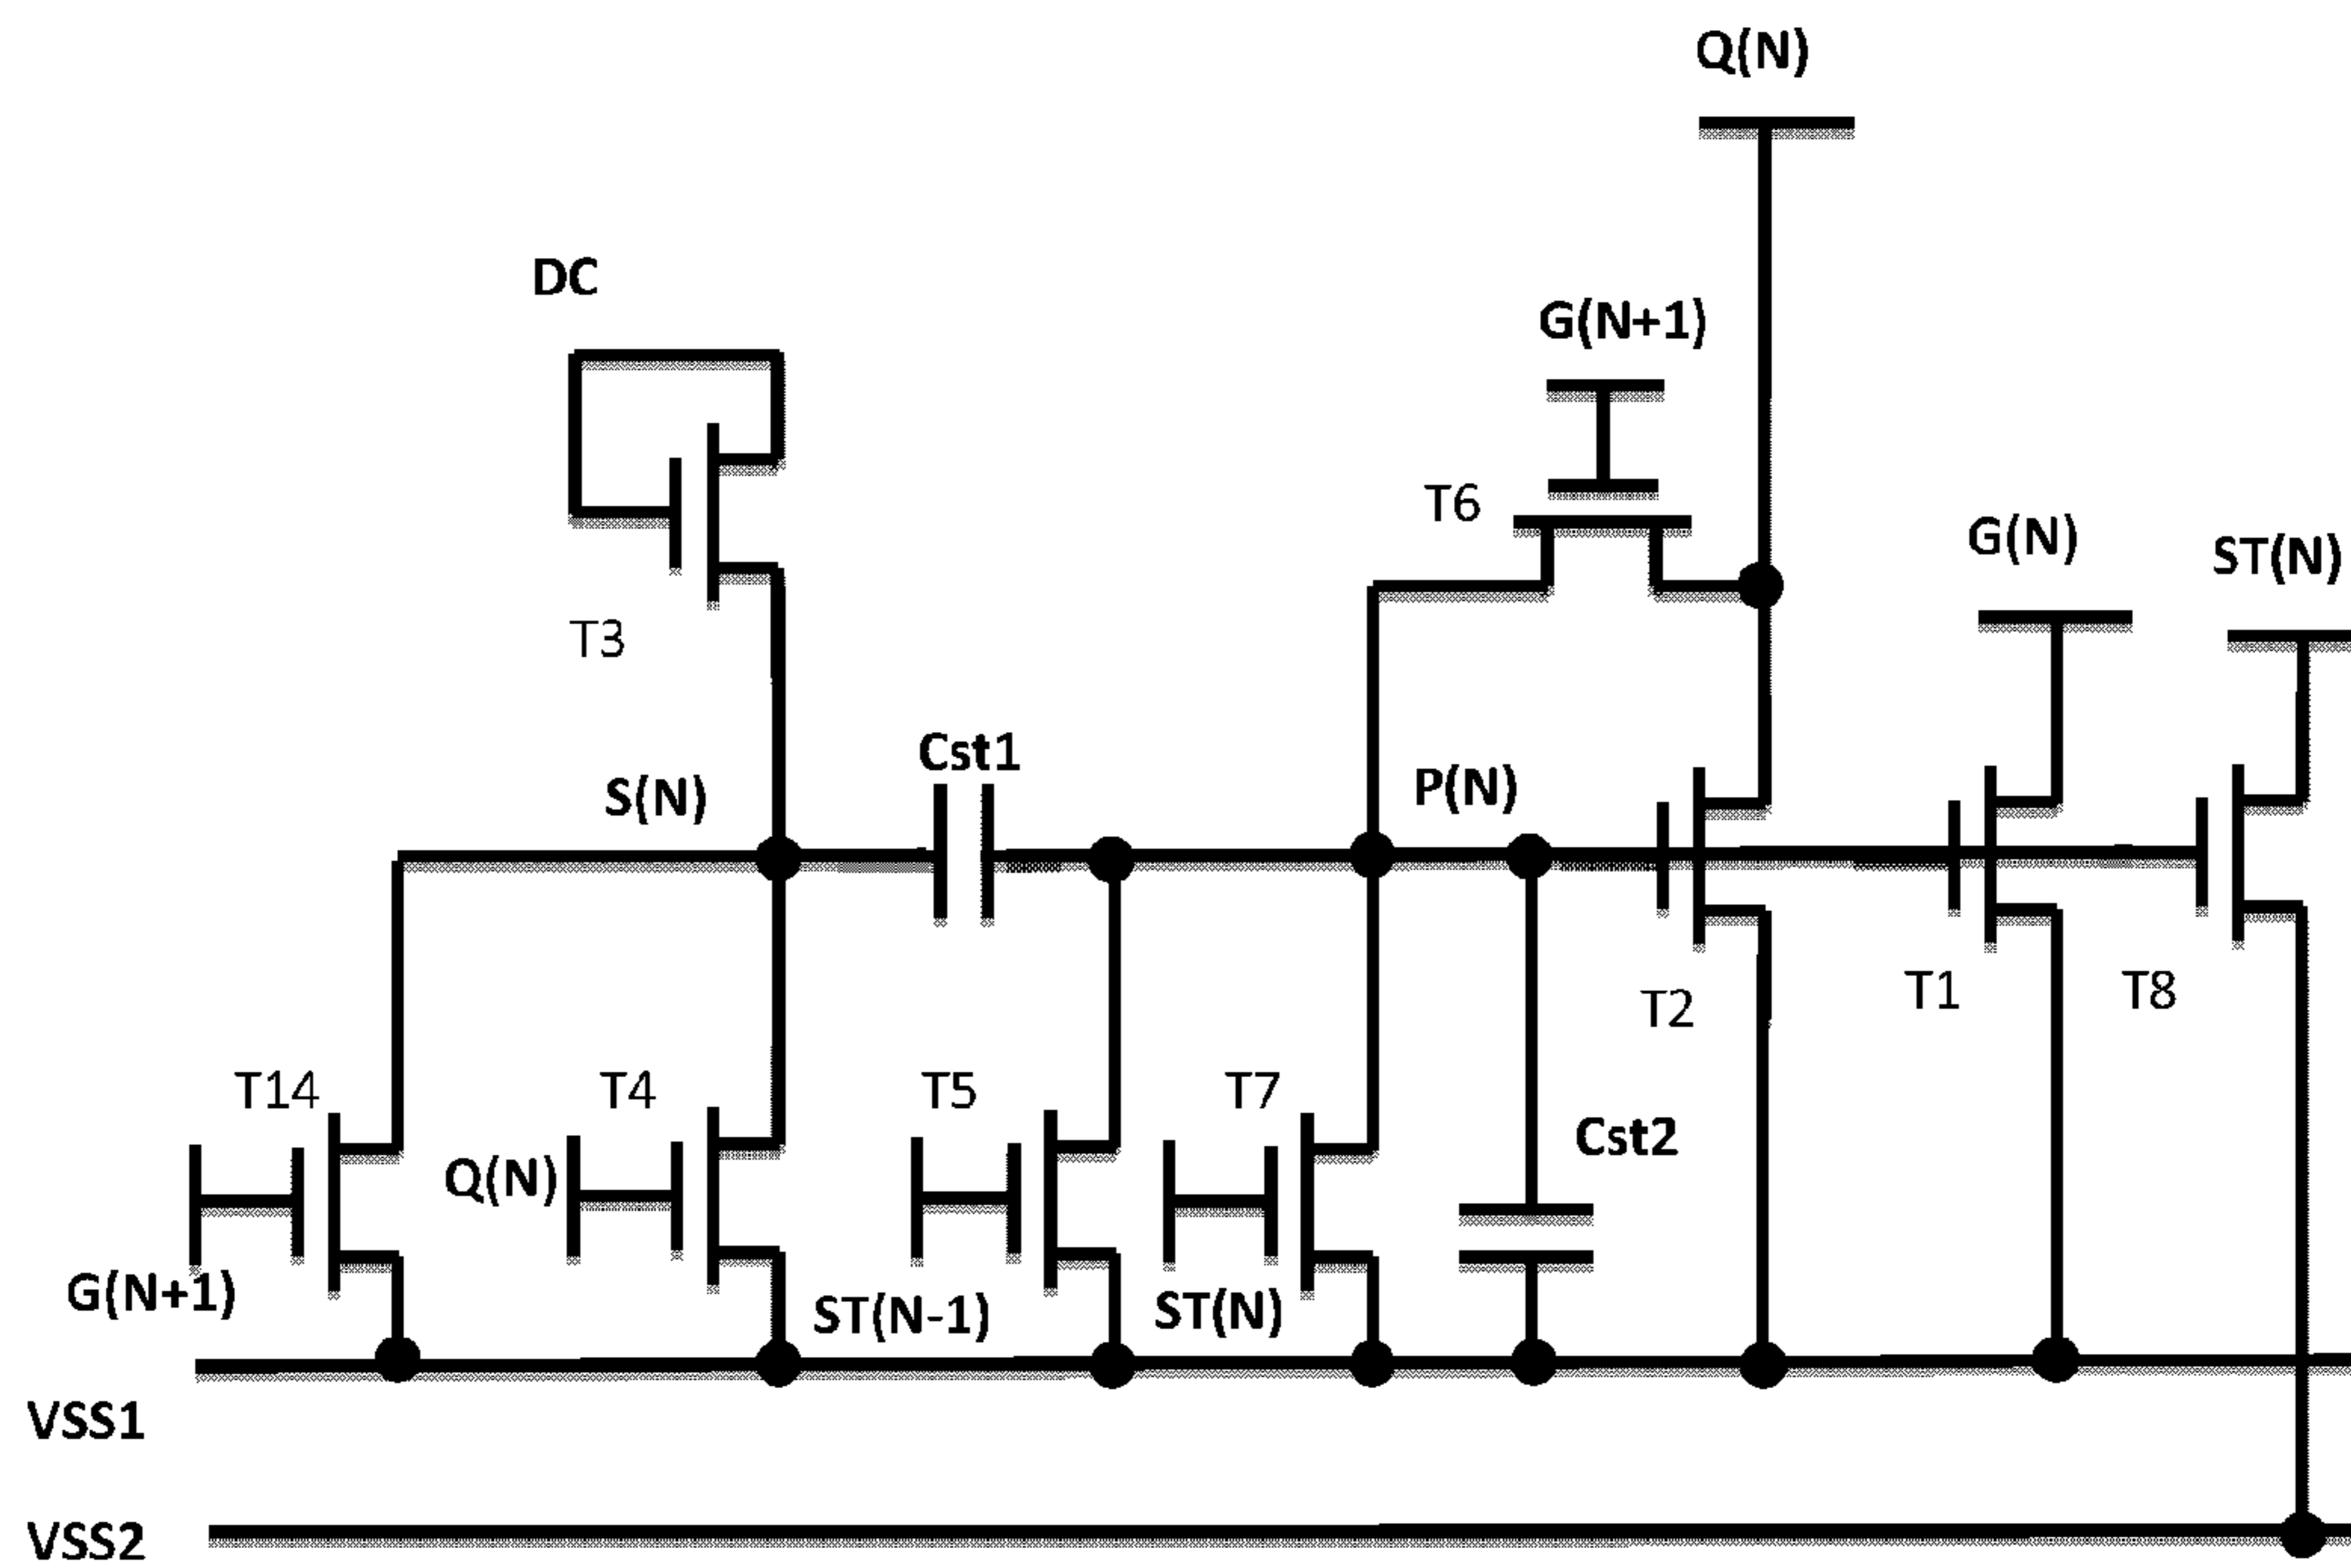 Q(N)
DC
G(N+1)
T6
G(N)
ST(N)
T3
Cst1
S(N)
P(N)
T2
T1
T8
T14
T4
T5
T7
Cst2
Q(N)
G(N+1)
ST(N-1)
ST(N)
VSS1
VSS2